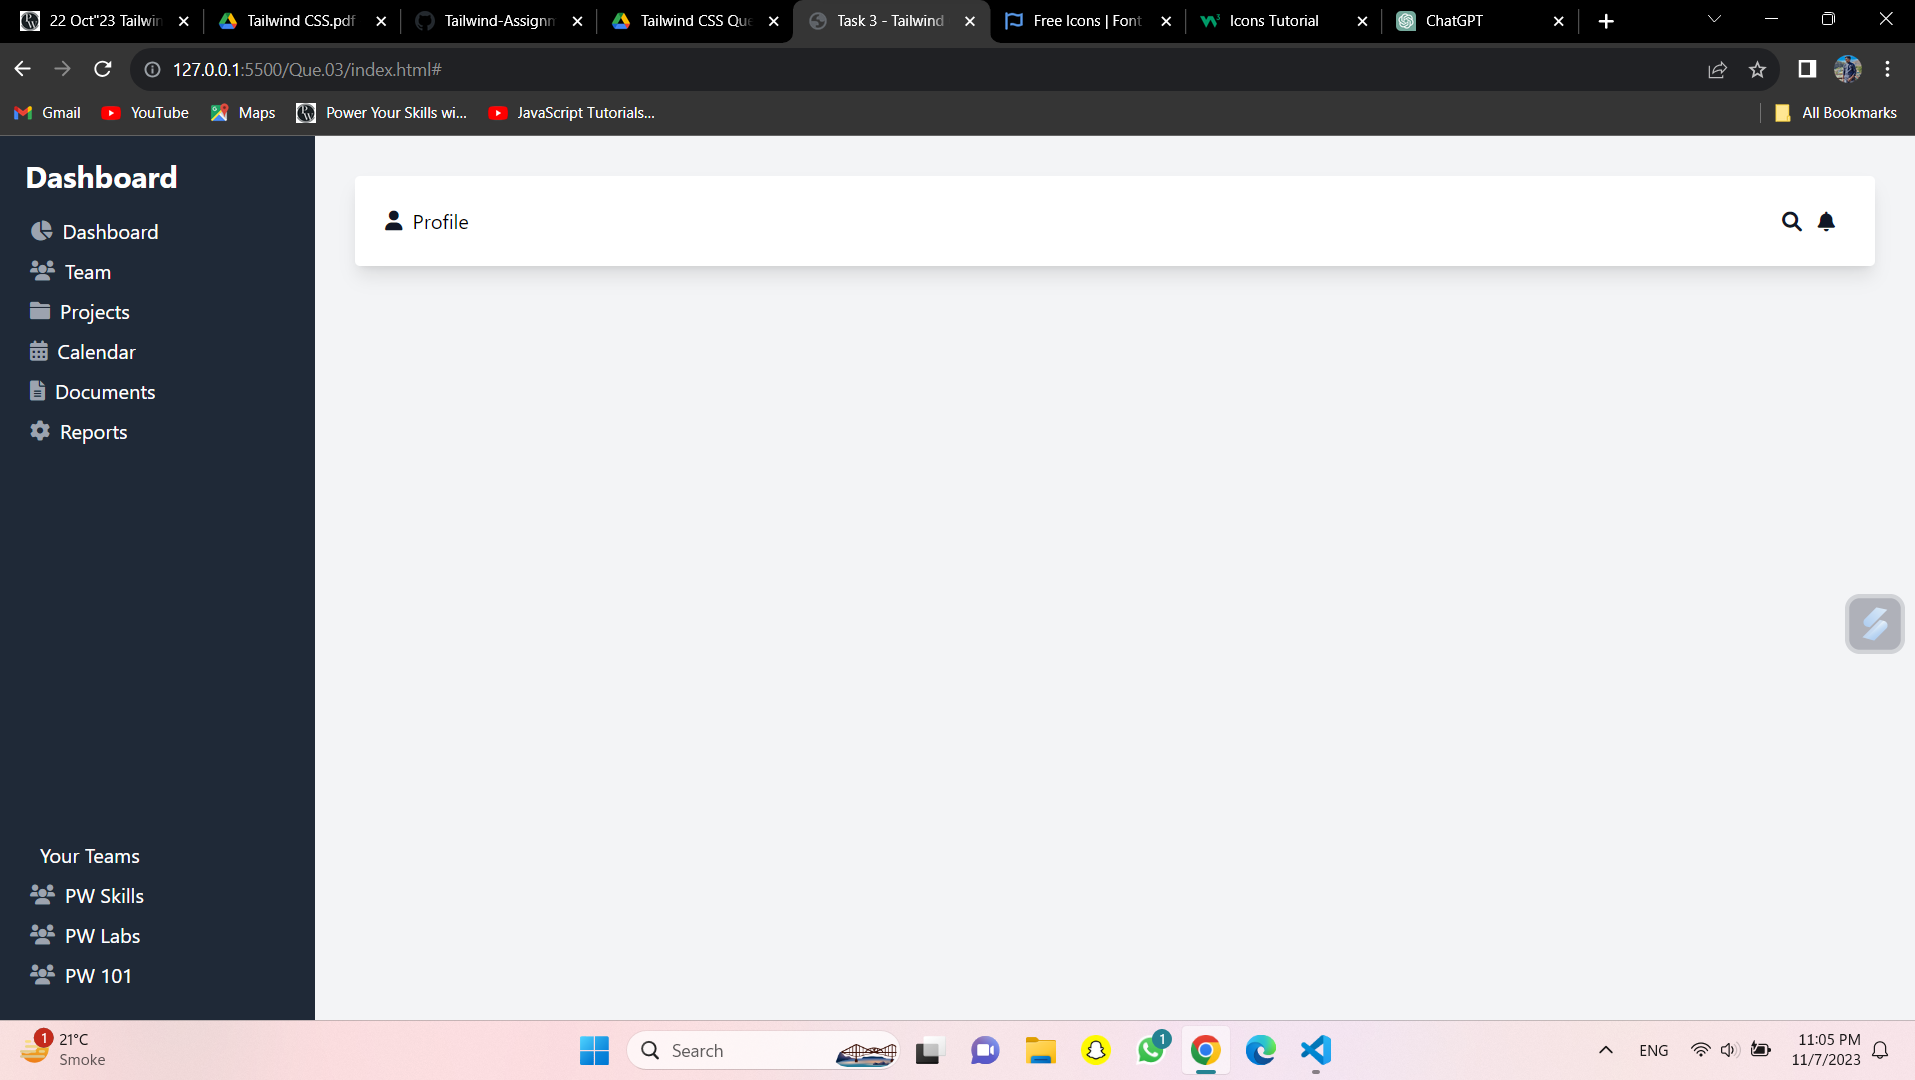 22 Oct"23 Tailwin
Tailwind CSS.pdf
Tailwind-Assignm
Tailwind CSS Que
Task 3 - Tailwind
Free Icons | Font
Icons Tutorial
ChatGPT
127.0.0.1:5500/Que.03/index.html#
Gmail
YouTube
Maps
Power Your Skills wi...
JavaScript Tutorials...
All Bookmarks
Dashboard
Dashboard
Team
Projects
Calendar
Documents
Reports
Profile
Your Teams
PW Skills
PW Labs
PW 101
1
21°C
Smoke
Search
1
ENG
11:05 PM
11/7/2023